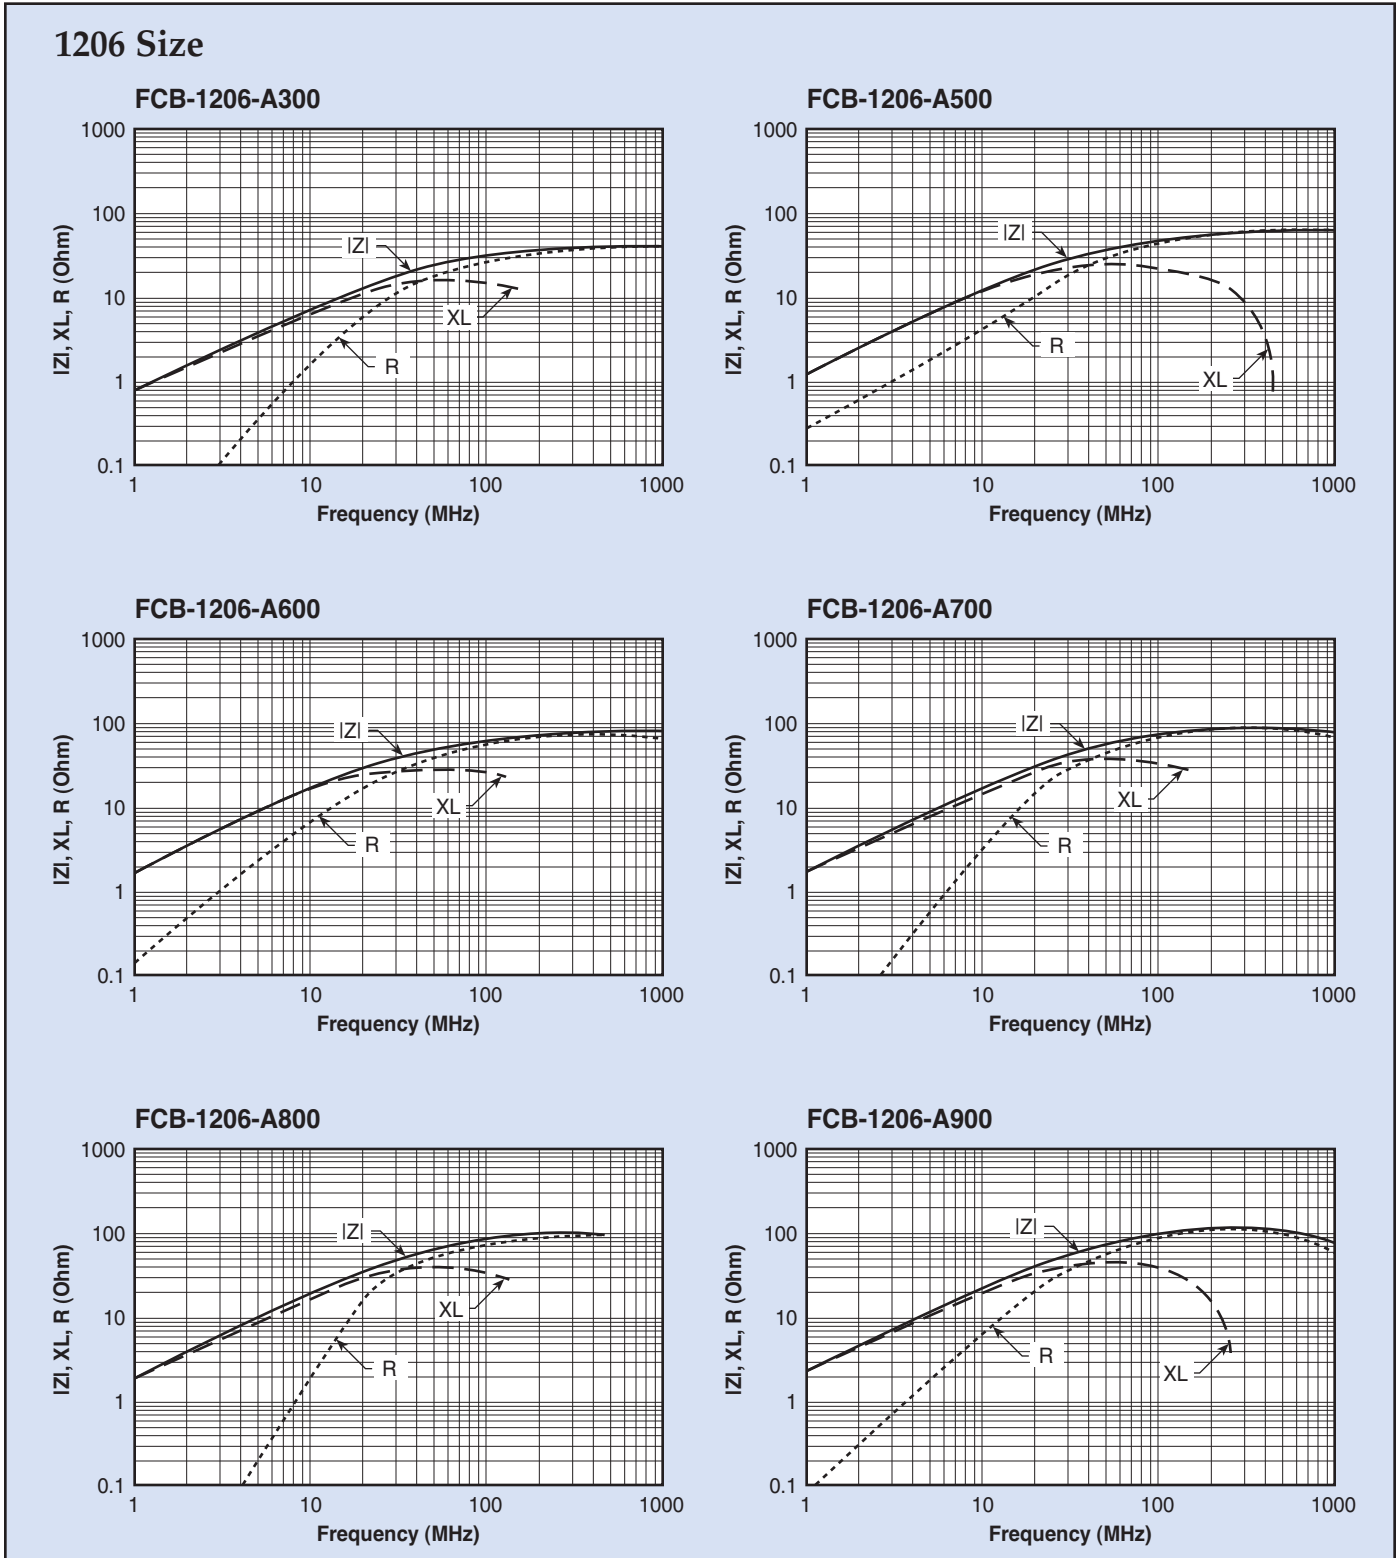 1206 Size
FCB-1206-A300
1000
100
10
1
0.1
|Z|, XL, R (Ohm)
|Z|
XL
R
1 10 100 1000
Frequency (MHz)
FCB-1206-A500
1000
100
10
1
0.1
|Z|, XL, R (Ohm)
|Z|
R
XL
1 10 100 1000
Frequency (MHz)
FCB-1206-A600
1000
100
10
1
0.1
|Z|, XL, R (Ohm)
|Z|
XL
R
1 10 100 1000
Frequency (MHz)
FCB-1206-A700
1000
100
10
1
0.1
|Z|, XL, R (Ohm)
|Z|
XL
R
1 10 100 1000
Frequency (MHz)
FCB-1206-A800
1000
100
10
1
0.1
|Z|, XL, R (Ohm)
|Z|
XL
R
1 10 100 1000
Frequency (MHz)
FCB-1206-A900
1000
100
10
1
0.1
|Z|, XL, R (Ohm)
|Z|
R
XL
1 10 100 1000
Frequency (MHz)